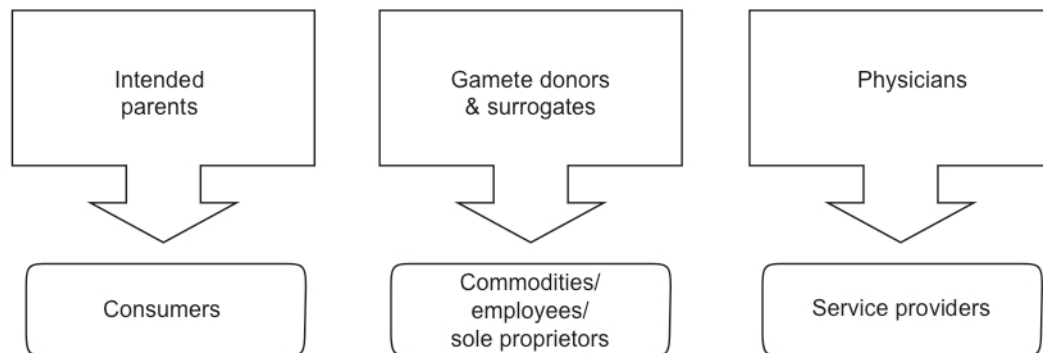 Intended
parents
Gamete donors
& surrogates
Physicians
Consumers
Commodities/
employees/
sole proprietors
Service providers